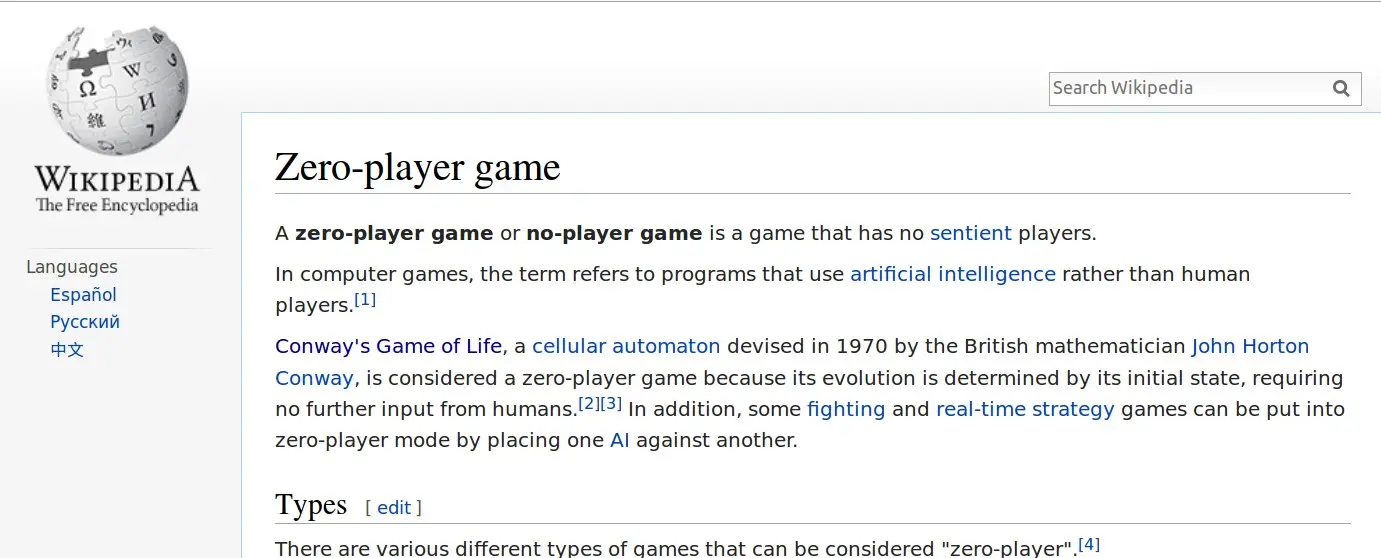 WIKIPEDIA
The Free Encyclopedia
Search Wikipedia
Languages
Español
Русский
中文
Zero-player game
A zero-player game or no-player game is a game that has no sentient players.
In computer games, the term refers to programs that use artificial intelligence rather than human
players.[1]
Conway's Game of Life, a cellular automaton devised in 1970 by the British mathematician John Horton
Conway, is considered a zero-player game because its evolution is determined by its initial state, requiring
no further input from humans.[2][3] In addition, some fighting and real-time strategy games can be put into
zero-player mode by placing one AI against another.
Types [ edit ]
There are various different types of games that can be considered "zero-player".[4]